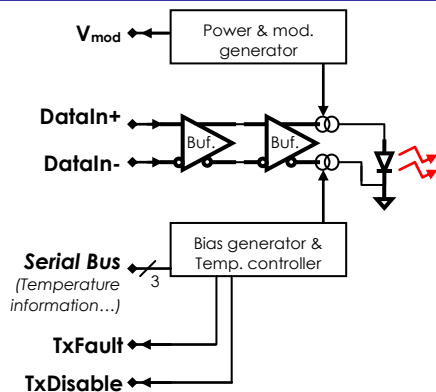 Vmod
Power & mod.
generator
DataIn+
Buf.
Buf.
DataIn-
Bias generator &
Temp. controller
Serial Bus
3
(Temperature
information...)
TxFault
TxDisable